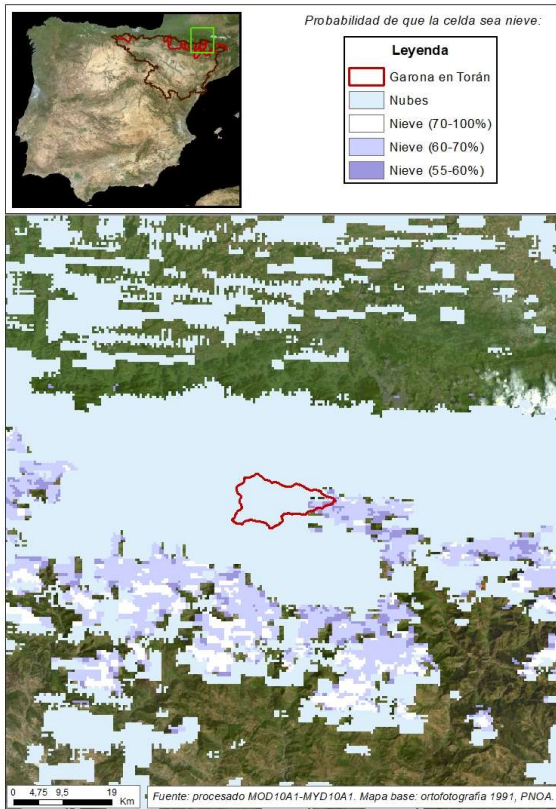 Probabilidad de que la celda sea nieve:
Leyenda
Garona en Torán
Nubes
Nieve (70-100%)
Nieve (60-70%)
Nieve (55-60%)
0 4,75 9,5 19
Km
Fuente: procesado MOD10A1-MYD10A1. Mapa base: ortofotografía 1991, PNOA